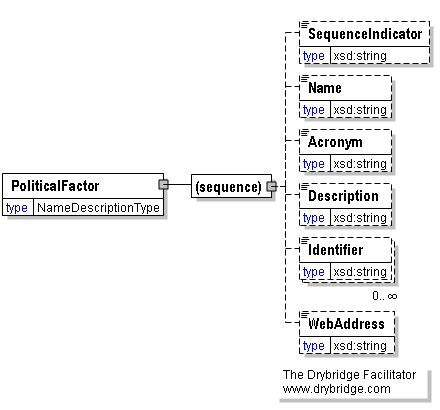 SequenceIndicator
type xsd:string
Name
type xsd:string
Acronym
type xsd:string
PoliticalFactor
type NameDescriptionType
(sequence)
Description
type xsd:string
Identifier
type xsd:string
0.. ∞
WebAddress
type xsd:string
The Drybridge Facilitator
www.drybridge.com